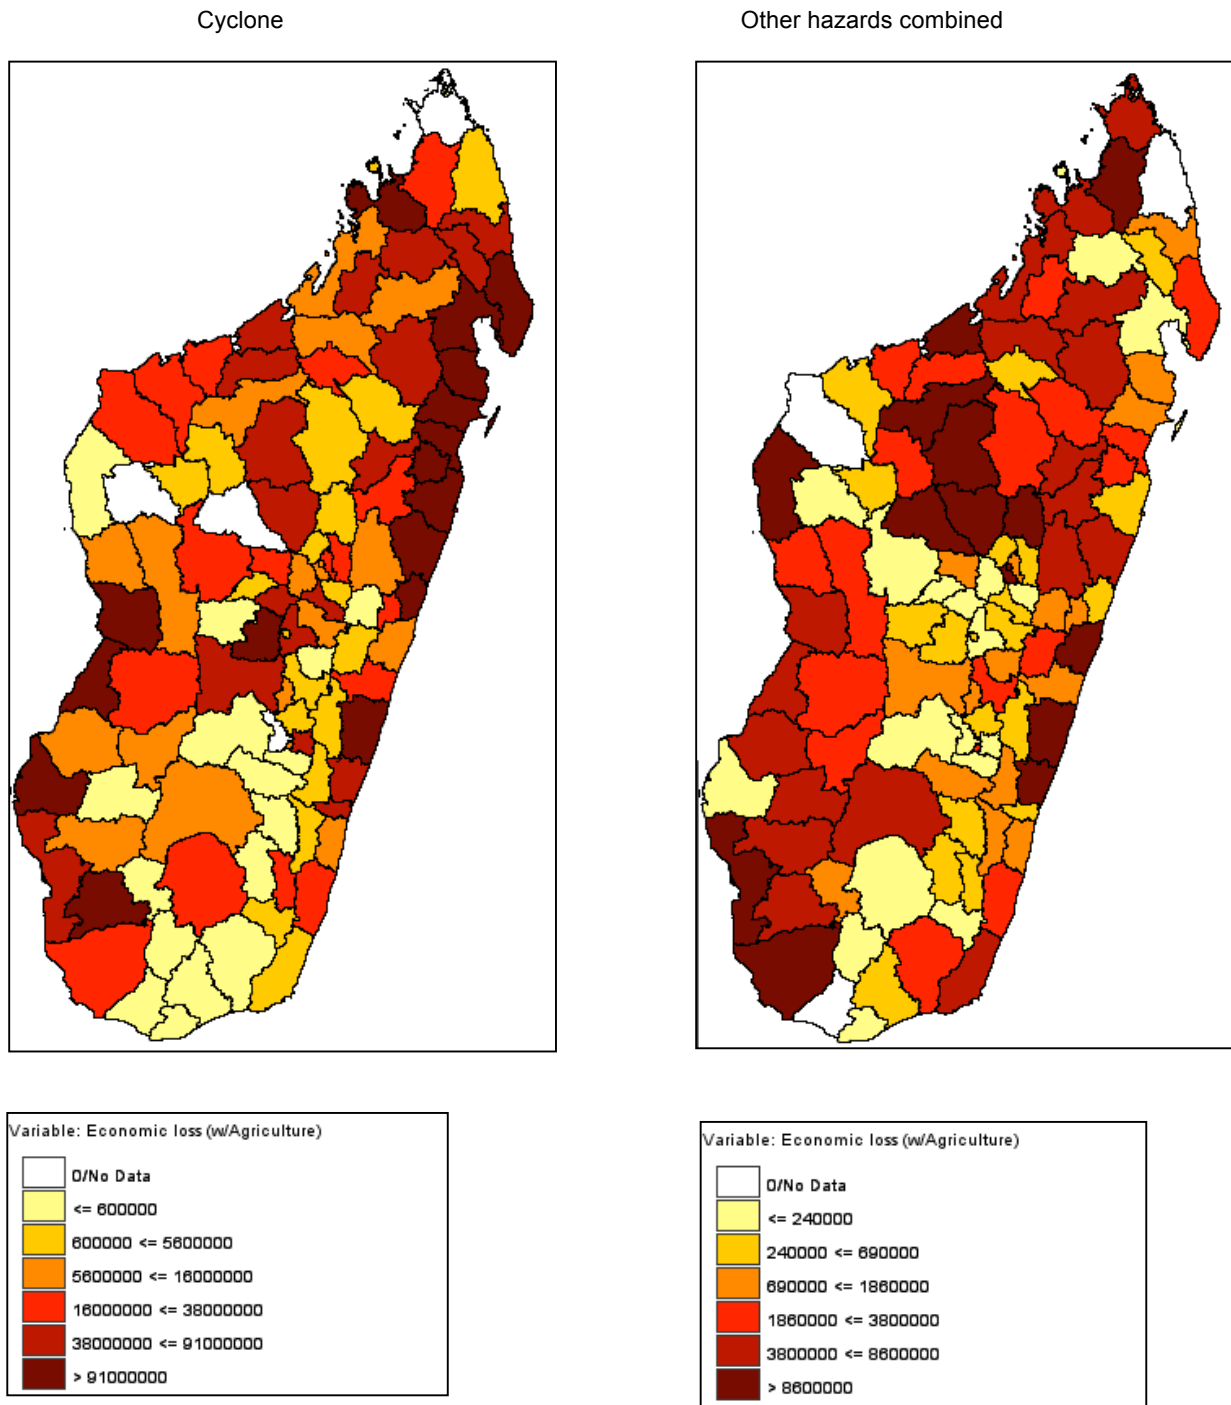 Cyclone
Other hazards combined
Variable: Economic loss (w/Agriculture)
0/No Data
<= 600000
600000 <= 5600000
5600000 <= 16000000
16000000 <= 38000000
38000000 <= 91000000
> 91000000
Variable: Economic loss (w/Agriculture)
0/No Data
<= 240000
240000 <= 690000
690000 <= 1860000
1860000 <= 3800000
3800000 <= 8600000
> 8600000